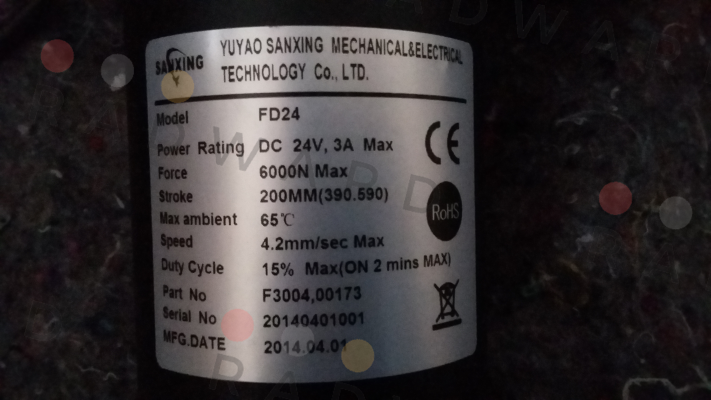 SANXING
YUYAO SANXING MECHANICAL&ELECTRICAL
TECHNOLOGY Co., LTD.
Model FD24
Power Rating DC 24V, 3A Max
Force 6000N Max
Stroke 200MM(390.590)
Max ambient 65℃
Speed 4.2mm/sec Max
Duty Cycle 15% Max(ON 2 mins MAX)
Part No F3004,00173
Serial No 20140401001
MFG.DATE 2014.04.01
CE
RoHS